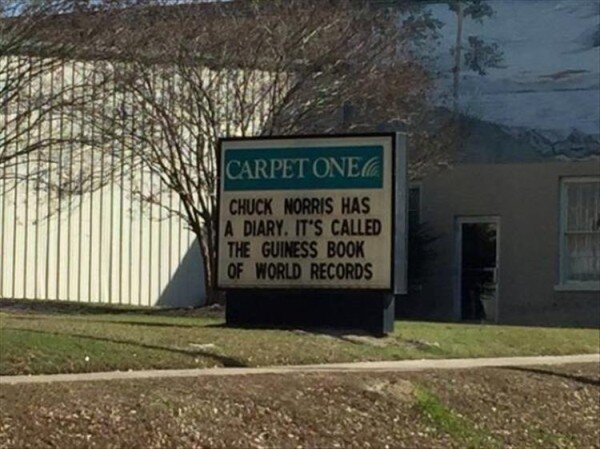 CARPET ONE
CHUCK NORRIS HAS
A DIARY. IT'S CALLED
THE GUINESS BOOK
OF WORLD RECORDS